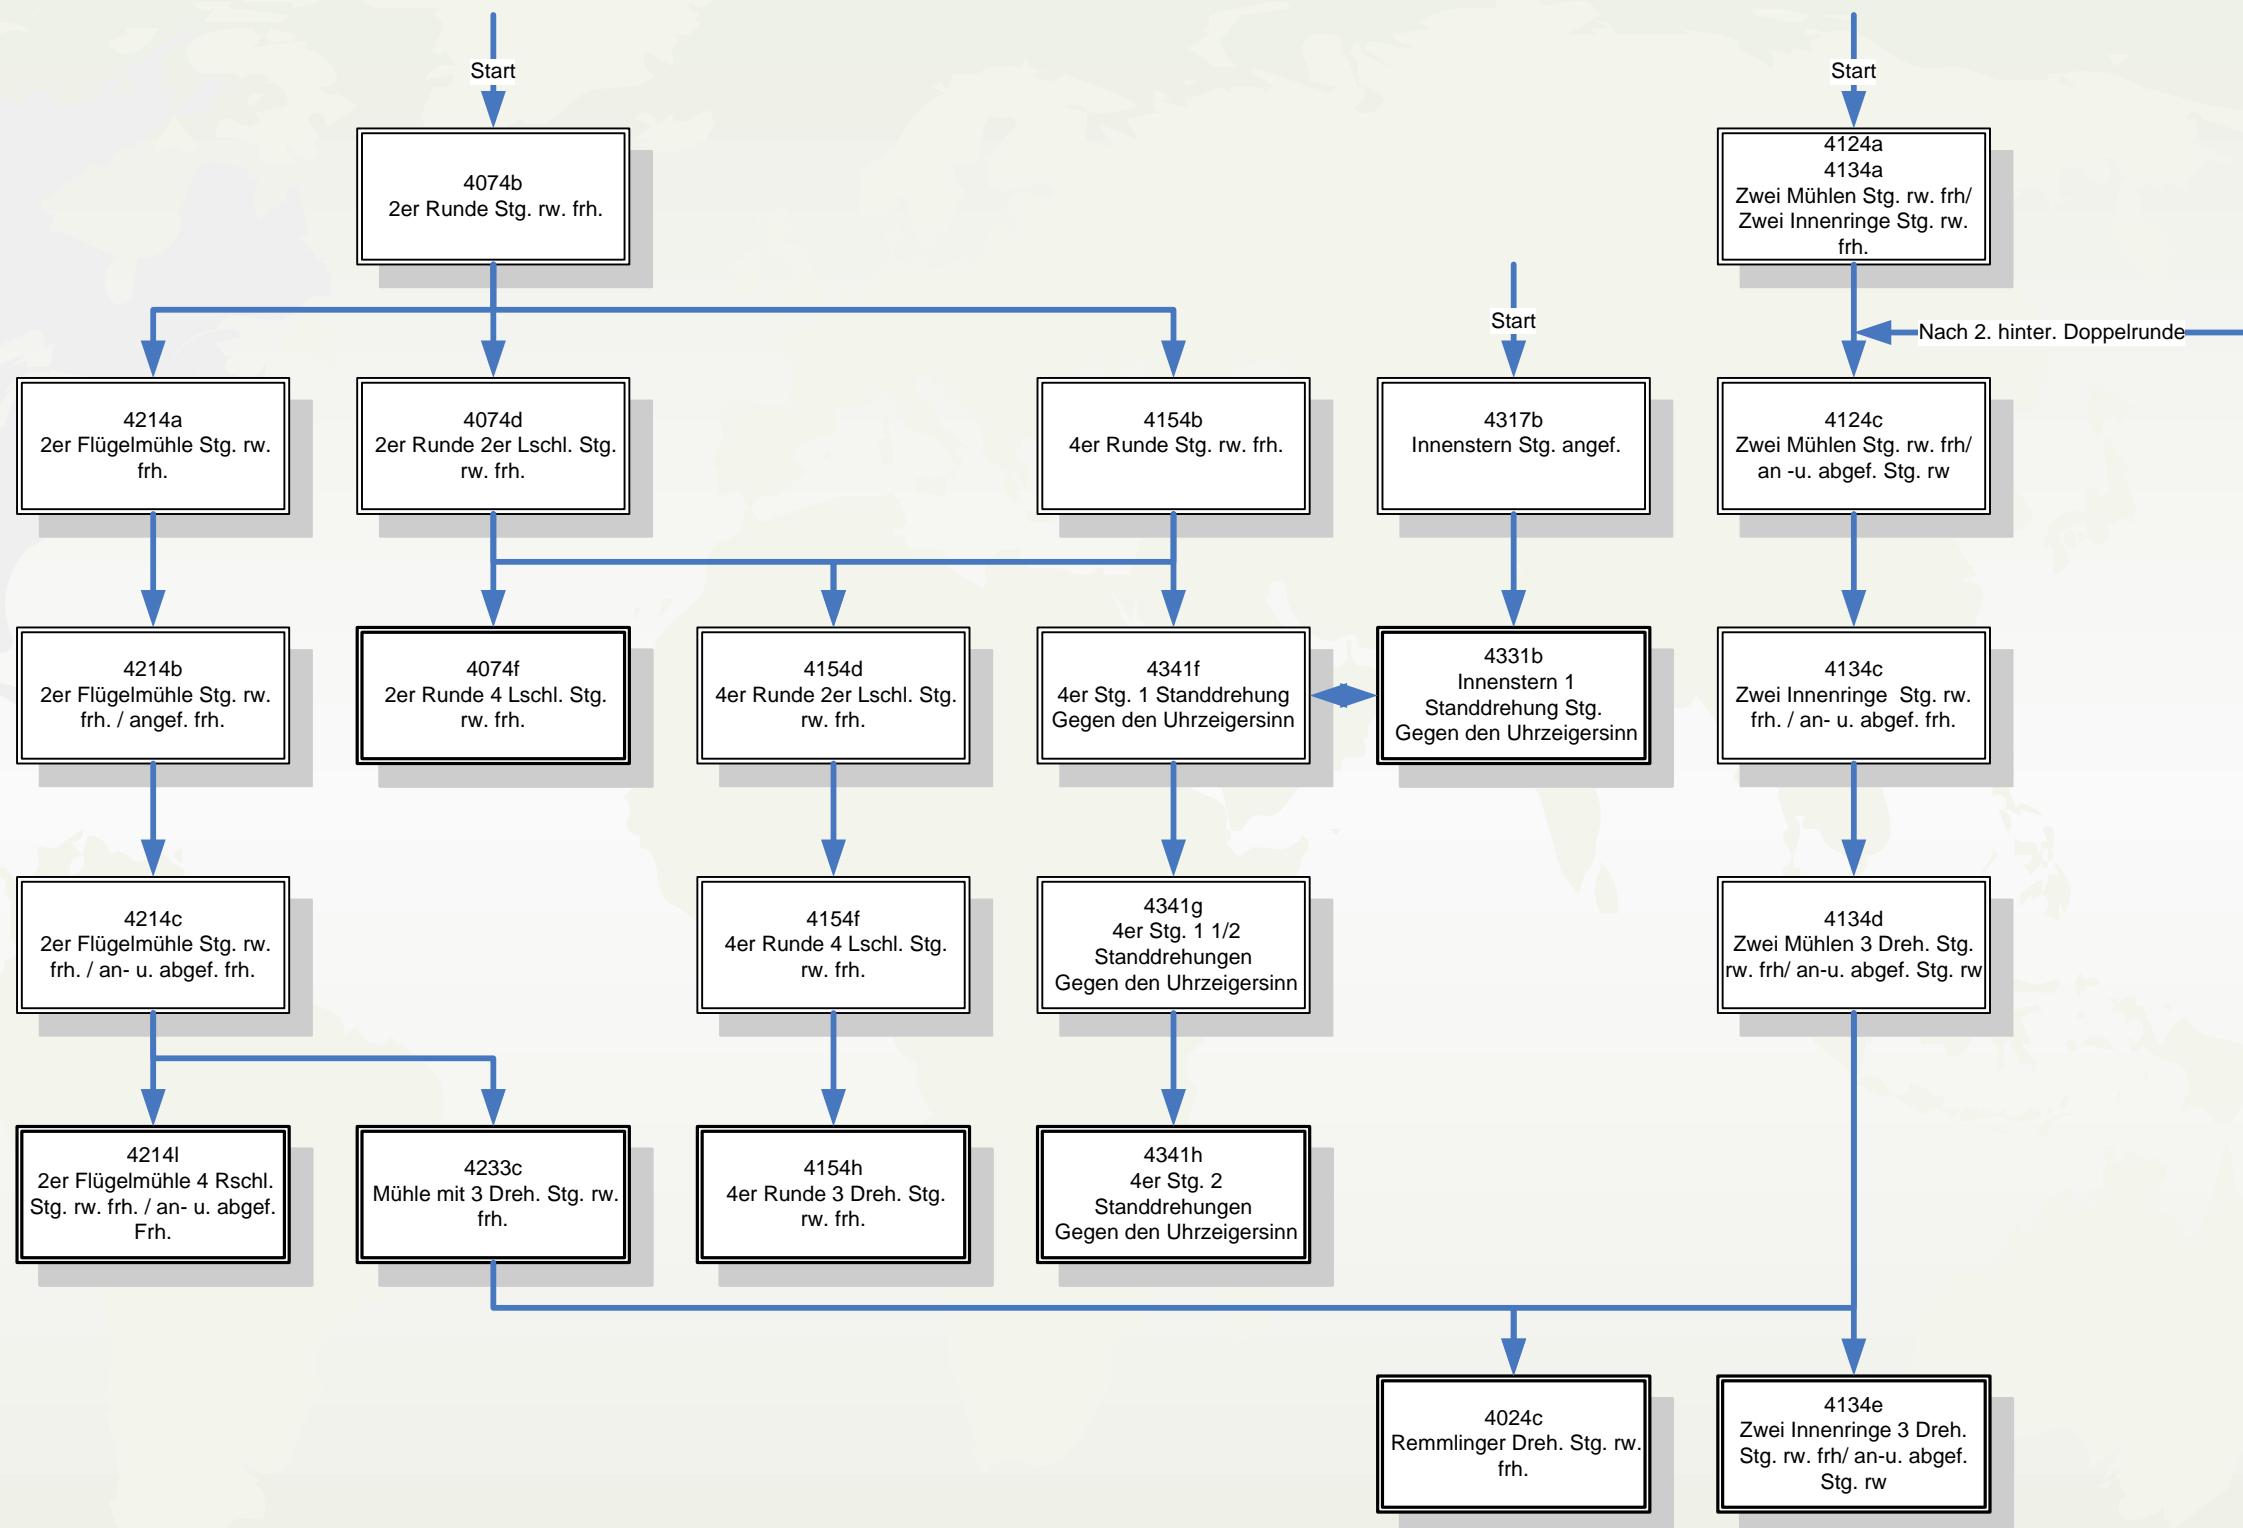 Start
Start
4074b
2er Runde Stg. rw. frh.
4124a
4134a
Zwei Mühlen Stg. rw. frh/
Zwei Innenringe Stg. rw.
frh.
Start
Nach 2. hinter. Doppelrunde
4214a
2er Flügelmühle Stg. rw.
frh.
4074d
2er Runde 2er Lschl. Stg.
rw. frh.
4154b
4er Runde Stg. rw. frh.
4317b
Innenstern Stg. angef.
4124c
Zwei Mühlen Stg. rw. frh/
an -u. abgef. Stg. rw
4214b
2er Flügelmühle Stg. rw.
frh. / angef. frh.
4074f
2er Runde 4 Lschl. Stg.
rw. frh.
4154d
4er Runde 2er Lschl. Stg.
rw. frh.
4341f
4er Stg. 1 Standdrehung
Gegen den Uhrzeigersinn
4331b
Innenstern 1
Standdrehung Stg.
Gegen den Uhrzeigersinn
4134c
Zwei Innenringe  Stg. rw.
frh. / an- u. abgef. frh.
4214c
2er Flügelmühle Stg. rw.
frh. / an- u. abgef. frh.
4154f
4er Runde 4 Lschl. Stg.
rw. frh.
4341g
4er Stg. 1 1/2
Standdrehungen
Gegen den Uhrzeigersinn
4134d
Zwei Mühlen 3 Dreh. Stg.
rw. frh/ an-u. abgef. Stg. rw
4214l
2er Flügelmühle 4 Rschl.
Stg. rw. frh. / an- u. abgef.
Frh.
4233c
Mühle mit 3 Dreh. Stg. rw.
frh.
4154h
4er Runde 3 Dreh. Stg.
rw. frh.
4341h
4er Stg. 2
Standdrehungen
Gegen den Uhrzeigersinn
4024c
Remmlinger Dreh. Stg. rw.
frh.
4134e
Zwei Innenringe 3 Dreh.
Stg. rw. frh/ an-u. abgef.
Stg. rw